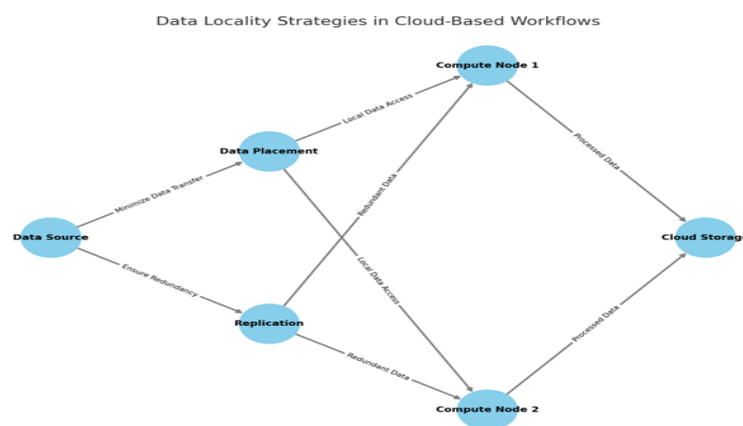 Data Locality Strategies in Cloud-Based Workflows
Compute Node 1
Local Data Access
Processed Data
Data Placement
Minimize Data Transfer
Redundant Data
Data Source
Cloud Storag
Ensure Redundancy
Local Data Access
Replication
Processed Data
Redundant Data
Compute Node 2